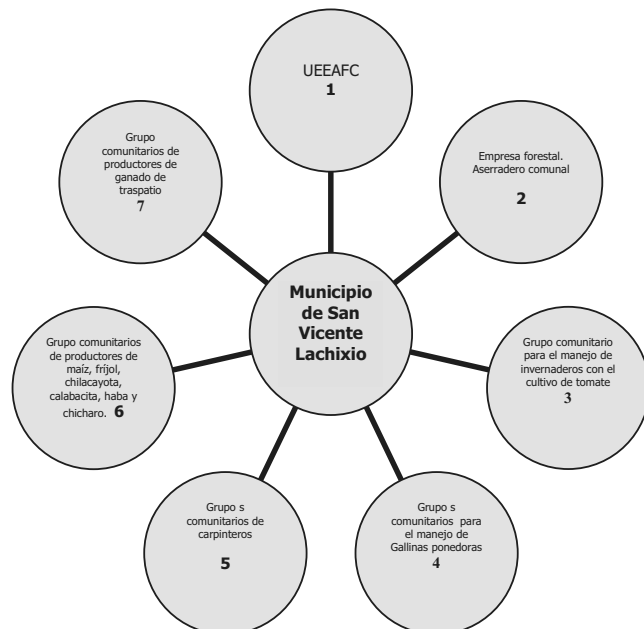 UEEAFC
1
Empresa forestal.
Aserradero comunal
2
Grupo comunitario
para el manejo de
invernaderos con el
cultivo de tomate
3
Grupo s
comunitarios para
el manejo de
Gallinas ponedoras
4
Grupo s
comunitarios de
carpinteros
5
Grupo comunitarios
de productores de
maíz, fríjol,
chilacayota,
calabacita, haba y
chicharo. 6
Grupo
comunitarios de
productores de
ganado de
traspatio
7
Municipio
de San
Vicente
Lachixio